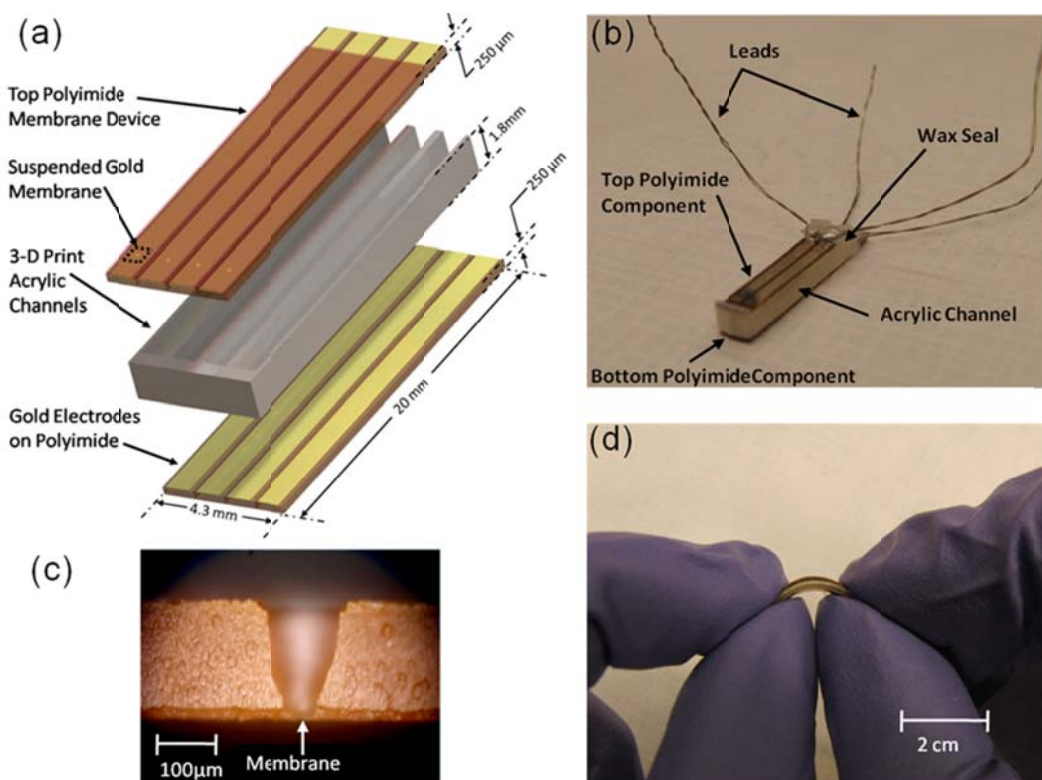 (a)
250 µm
Top Polyimide
Membrane Device
1.8mm
Suspended Gold
Membrane
250 µm
3-D Print
Acrylic
Channels
20 mm
Gold Electrodes
on Polyimide
4.3 mm
(b)
Leads
Wax Seal
Top Polyimide
Component
Acrylic Channel
Bottom PolyimideComponent
(c)
100µm
Membrane
(d)
2 cm